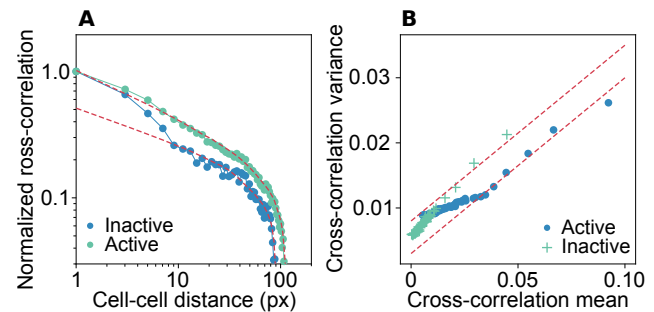 A
Normalized ross-correlation
1.0
0.1
Inactive
Active
1
10
100
Cell-cell distance (px)
B
Cross-correlation variance
0.03
0.02
0.01
Active
Inactive
0
0.05
0.10
Cross-correlation mean